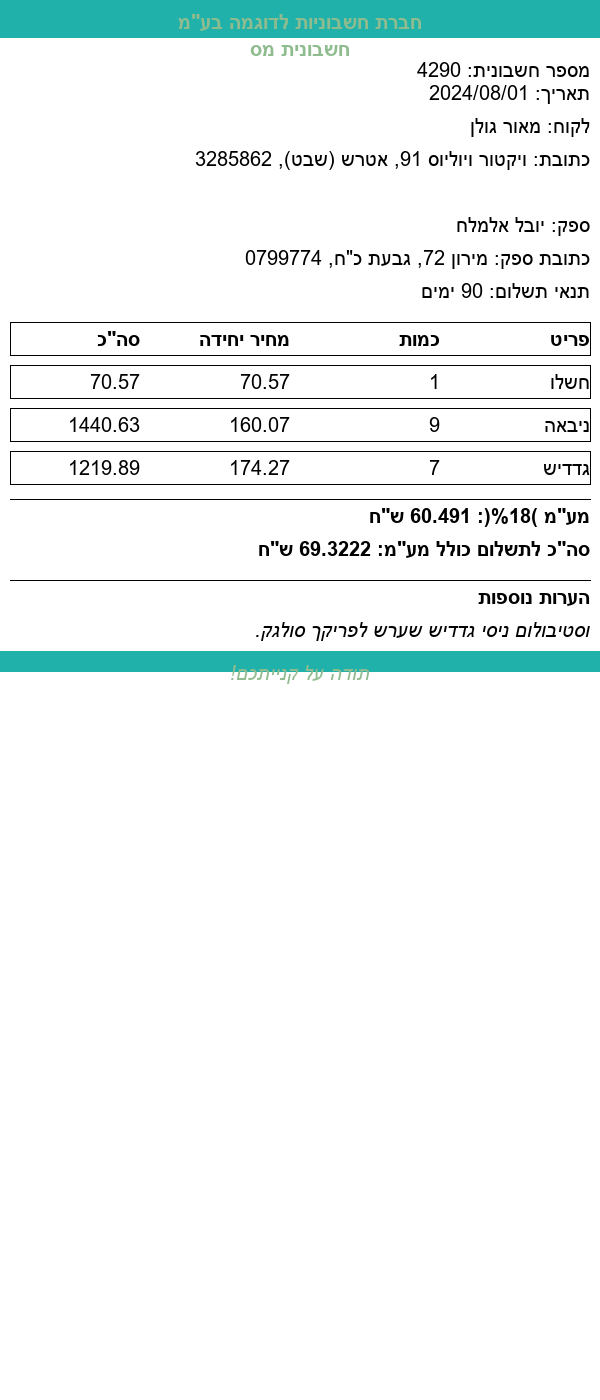 חברת חשבוניות לדוגמה בע"מ
חשבונית מס
מספר חשבונית: 4290
תאריך: 2024/08/01
לקוח: מאור גולן
כתובת: ויקטור ויוליוס 91, אטרש (שבט), 3285862
ספק: יובל אלמלח
כתובת ספק: מירון 72, גבעת כ"ח, 0799774
תנאי תשלום: 90 ימים
פריט כמות מחיר יחידה סה"כ
חשלו 1 70.57 70.57
ניבאה 9 160.07 1440.63
גדדיש 7 174.27 1219.89
מע"מ )18%(: 60.491 ש"ח
סה"כ לתשלום כולל מע"מ: 69.3222 ש"ח
הערות נוספות
וסטיבולום ניסי גדדיש שערש לפריקך סולגק.
תודה על קנייתכם!